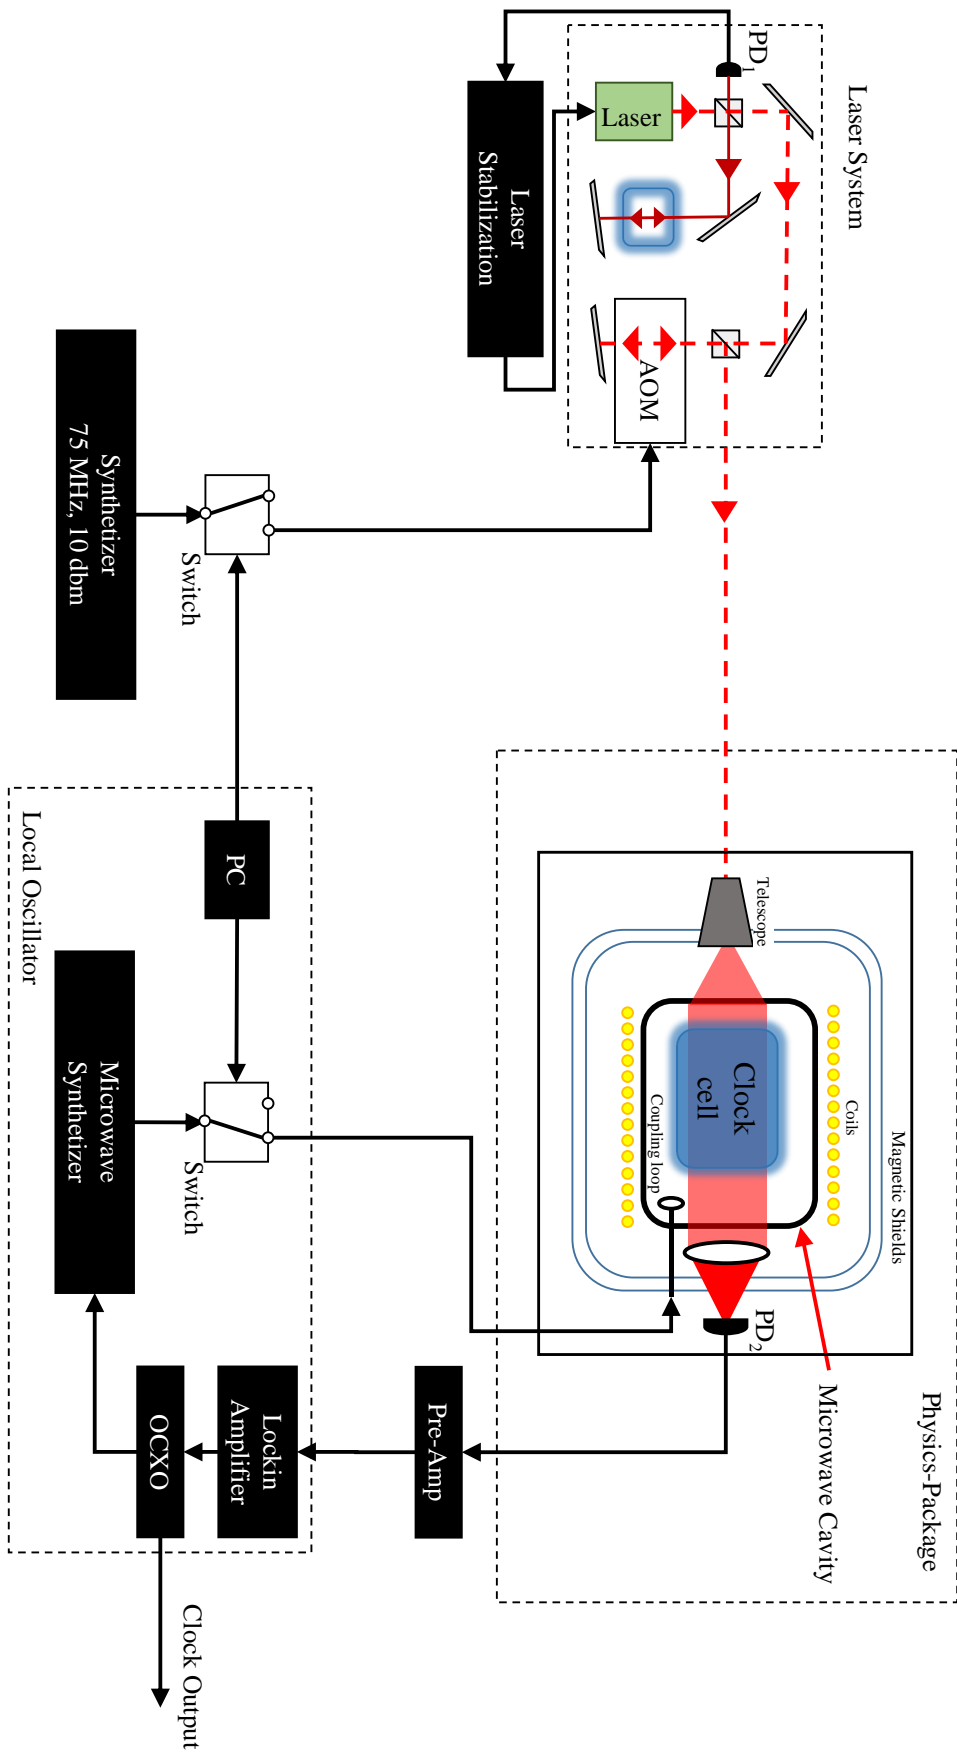 Laser System
PD1
Laser
Laser
Stabilization
AOM
Synthetizer
75 MHz, 10 dbm
Switch
Physics-Package
Magnetic Shields
Coils
Telescope
Clock
cell
Coupling loop
PD2
Microwave Cavity
PC
Local Oscillator
Microwave
Synthetizer
Switch
Pre-Amp
Lockin
Amplifier
OCXO
Clock Output